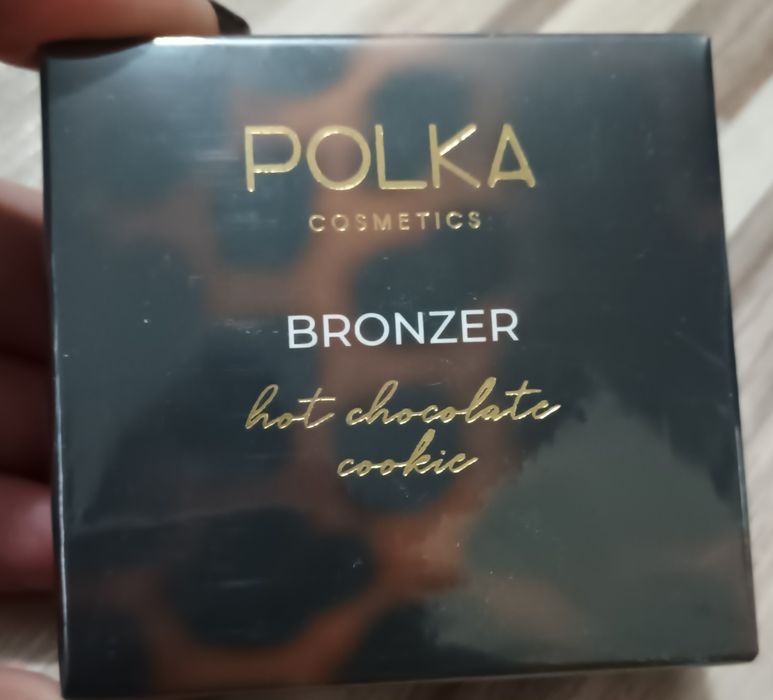 POLKA
COSMETICS
BRONZER
hot chocolate
cookie